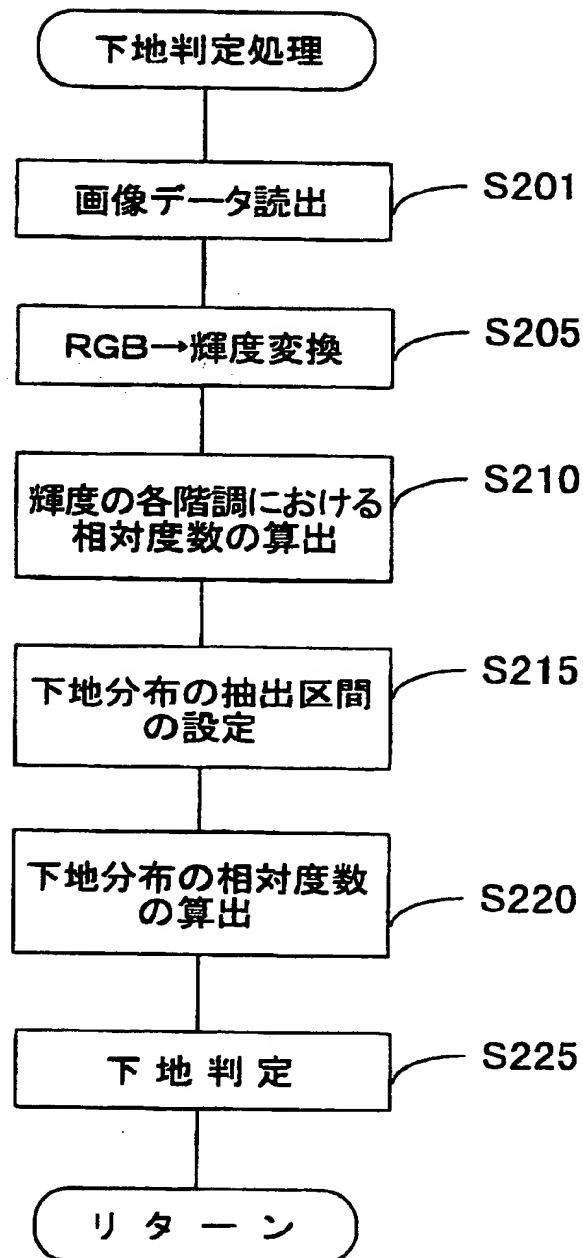 下地判定処理
画像データ読出
S201
RGB→輝度変換
S205
輝度の各階調における
相対度数の算出
S210
下地分布の抽出区間
の設定
S215
下地分布の相対度数
の算出
S220
下地判定
S225
リターン